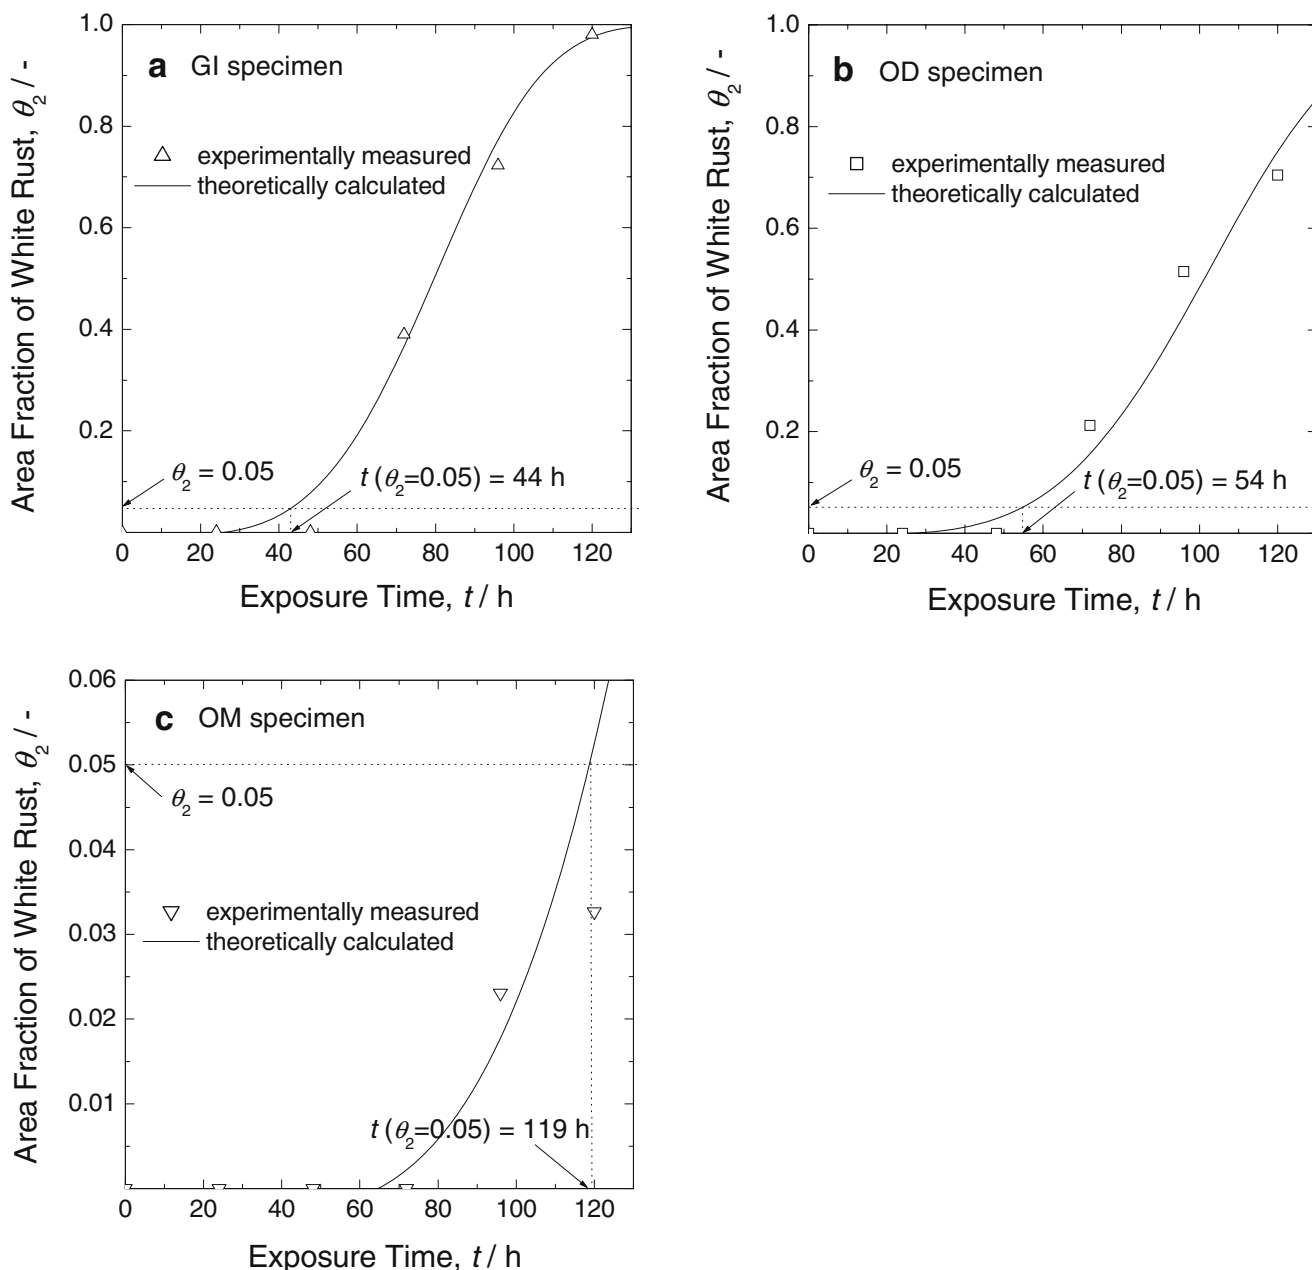 a GI specimen
experimentally measured
theoretically calculated
θ2 = 0.05
t (θ2=0.05) = 44 h
1.0
0.8
0.6
0.4
0.2
0 20 40 60 80 100 120
Area Fraction of White Rust, θ2 / -
Exposure Time, t / h
b OD specimen
experimentally measured
theoretically calculated
θ2 = 0.05
t (θ2=0.05) = 54 h
1.0
0.8
0.6
0.4
0.2
0 20 40 60 80 100 120
Area Fraction of White Rust, θ2 / -
Exposure Time, t / h
c OM specimen
θ2 = 0.05
experimentally measured
theoretically calculated
t (θ2=0.05) = 119 h
0.06
0.05
0.04
0.03
0.02
0.01
0 20 40 60 80 100 120
Area Fraction of White Rust, θ2 / -
Exposure Time, t / h